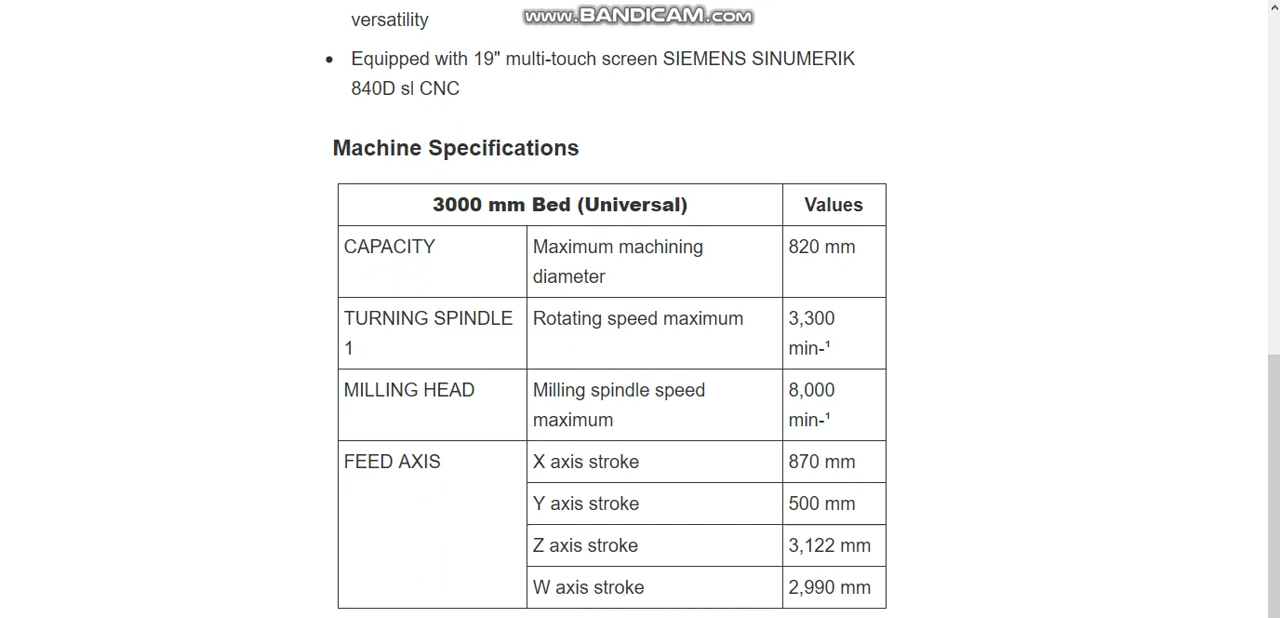 www.BANDICAM.com
versatility
Equipped with 19" multi-touch screen SIEMENS SINUMERIK
840D sl CNC
Machine Specifications
3000 mm Bed (Universal) Values
CAPACITY Maximum machining 820 mm
diameter
TURNING SPINDLE Rotating speed maximum 3,300
1 min-¹
MILLING HEAD Milling spindle speed 8,000
maximum min-¹
FEED AXIS X axis stroke 870 mm
Y axis stroke 500 mm
Z axis stroke 3,122 mm
W axis stroke 2,990 mm